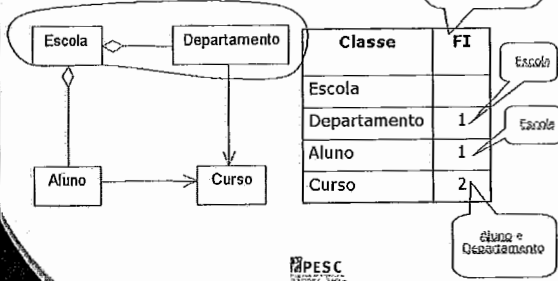 Escola
Departamento
Aluno
Curso
Classe FI
Escola
Departamento 1
Aluno 1
Curso 2
Escola
Escola
Aluno e
Departamento
PESC